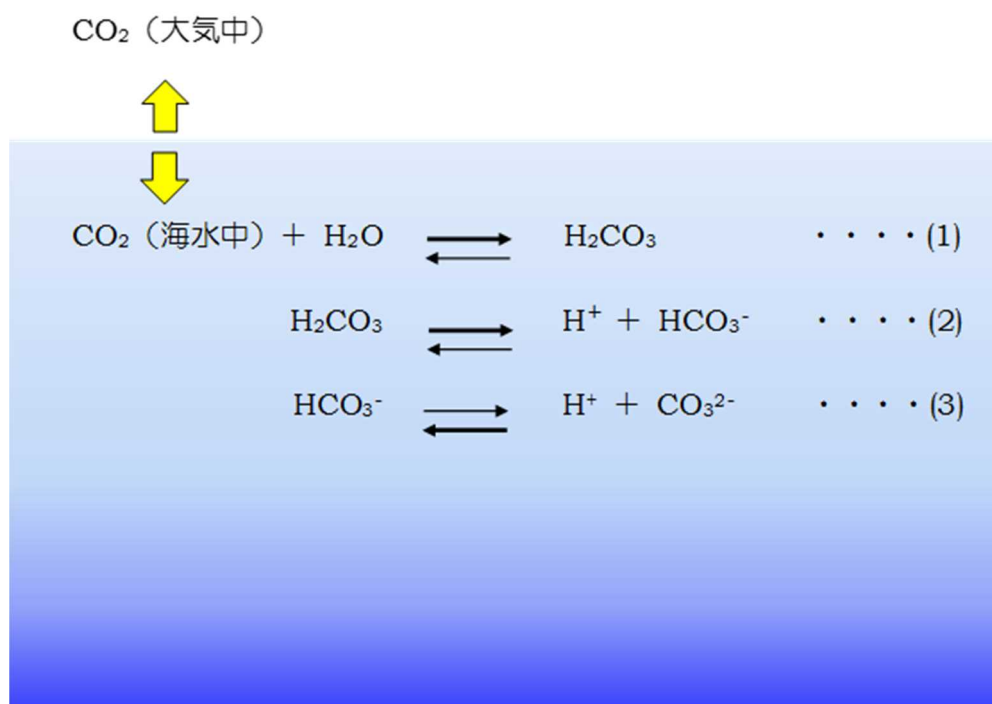 CO₂（大気中）
CO₂（海水中）+ H₂O ⇄ H₂CO₃ ・・・・(1)
H₂CO₃ ⇄ H⁺ + HCO₃⁻ ・・・・(2)
HCO₃⁻ ⇄ H⁺ + CO₃²⁻ ・・・・(3)